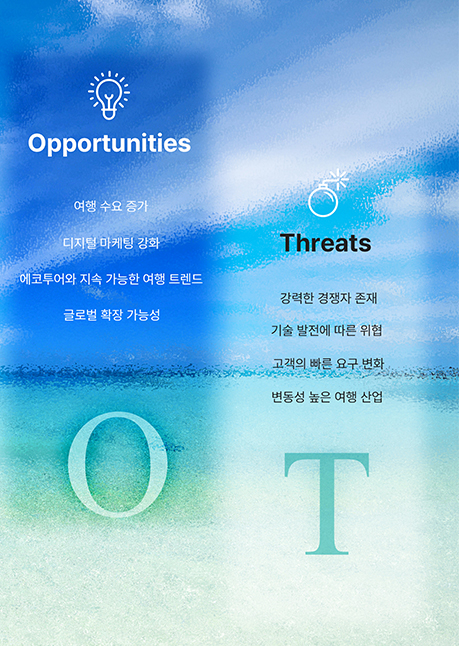 Opportunities
여행 수요 증가
디지털 마케팅 강화
에코투어와 지속 가능한 여행 트렌드
글로벌 확장 가능성
O
Threats
강력한 경쟁자 존재
기술 발전에 따른 위협
고객의 빠른 요구 변화
변동성 높은 여행 산업
T